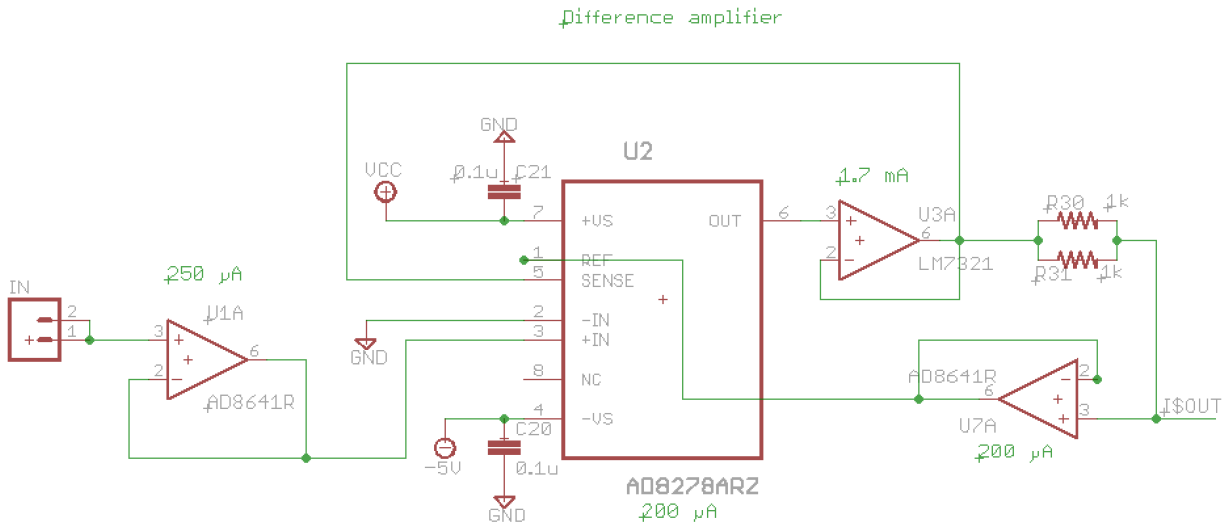 Difference amplifier
GND
U2
VCC
0.1u C21
1.7 mA
R30 1k
7 +VS
OUT 6
3
U3A
6
1 REF
2
LM7321
R31 1k
5 SENSE
250 µA
IN
2
1
U1A
3
6
2
AD8641R
2 -IN
3 +IN
GND
8 NC
AD8641R
2
6
3
U7A
I$OUT
200 µA
4 -VS
C20
-5V
0.1u
GND
AD8278ARZ
200 µA